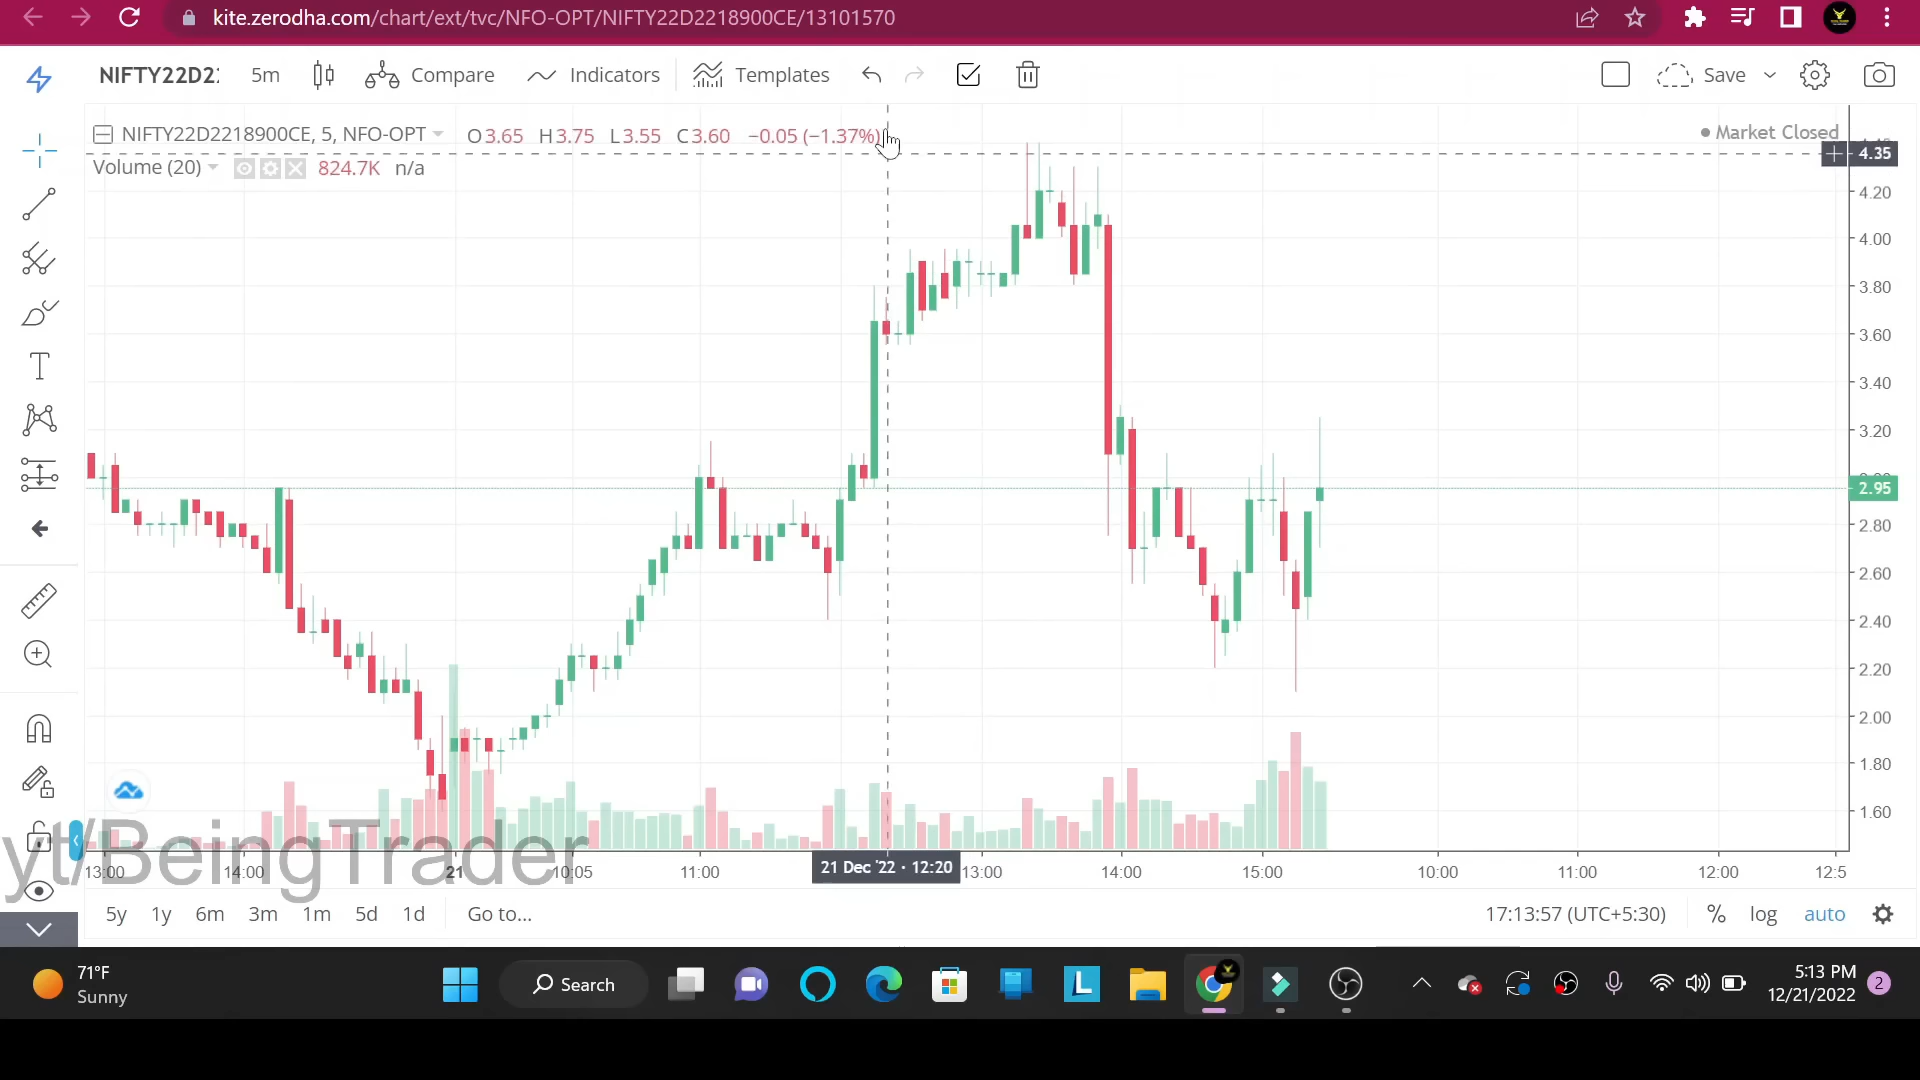 kite.zerodha.com/chart/ext/tvc/NFO-OPT/NIFTY22D2218900CE/13101570
NIFTY22D2: 5m Compare Indicators Templates Save
NIFTY22D2218900CE, 5, NFO-OPT O3.65 H3.75 L3.55 C3.60 −0.05 (−1.37%) Market Closed
Volume (20) 824.7K n/a
4.35
4.20
4.00
3.80
3.60
3.40
3.20
2.95
2.80
2.60
2.40
2.20
2.00
1.80
1.60
yt/BeingTrader
13:00 14:00 21 10:05 11:00 21 Dec '22 • 12:20 13:00 14:00 15:00 10:00 11:00 12:00 12:5
5y 1y 6m 3m 1m 5d 1d Go to... 17:13:57 (UTC+5:30) % log auto
71°F
Sunny
Search
L
5:13 PM
12/21/2022
2